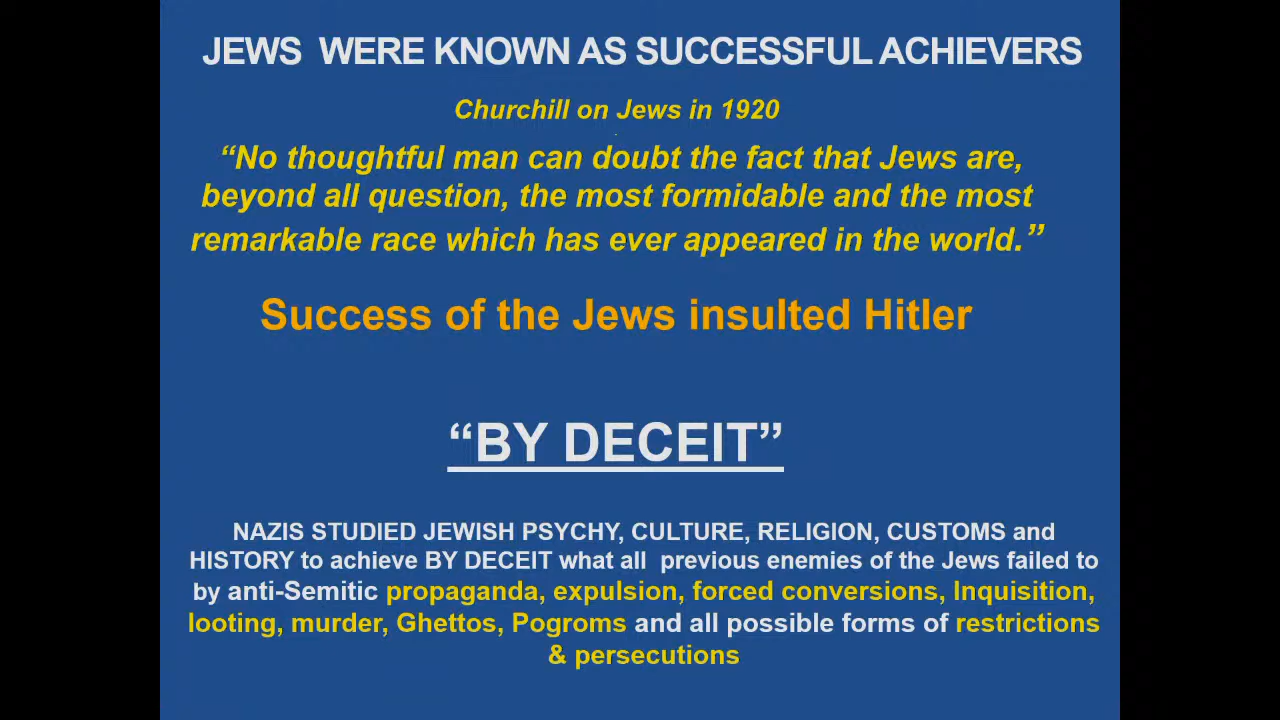 JEWS WERE KNOWN AS SUCCESSFUL ACHIEVERS
Churchill on Jews in 1920
“No thoughtful man can doubt the fact that Jews are,
beyond all question, the most formidable and the most
remarkable race which has ever appeared in the world.”
Success of the Jews insulted Hitler
“BY DECEIT”
NAZIS STUDIED JEWISH PSYCHY, CULTURE, RELIGION, CUSTOMS and
HISTORY to achieve BY DECEIT what all previous enemies of the Jews failed to
by anti-Semitic propaganda, expulsion, forced conversions, Inquisition,
looting, murder, Ghettos, Pogroms and all possible forms of restrictions
& persecutions